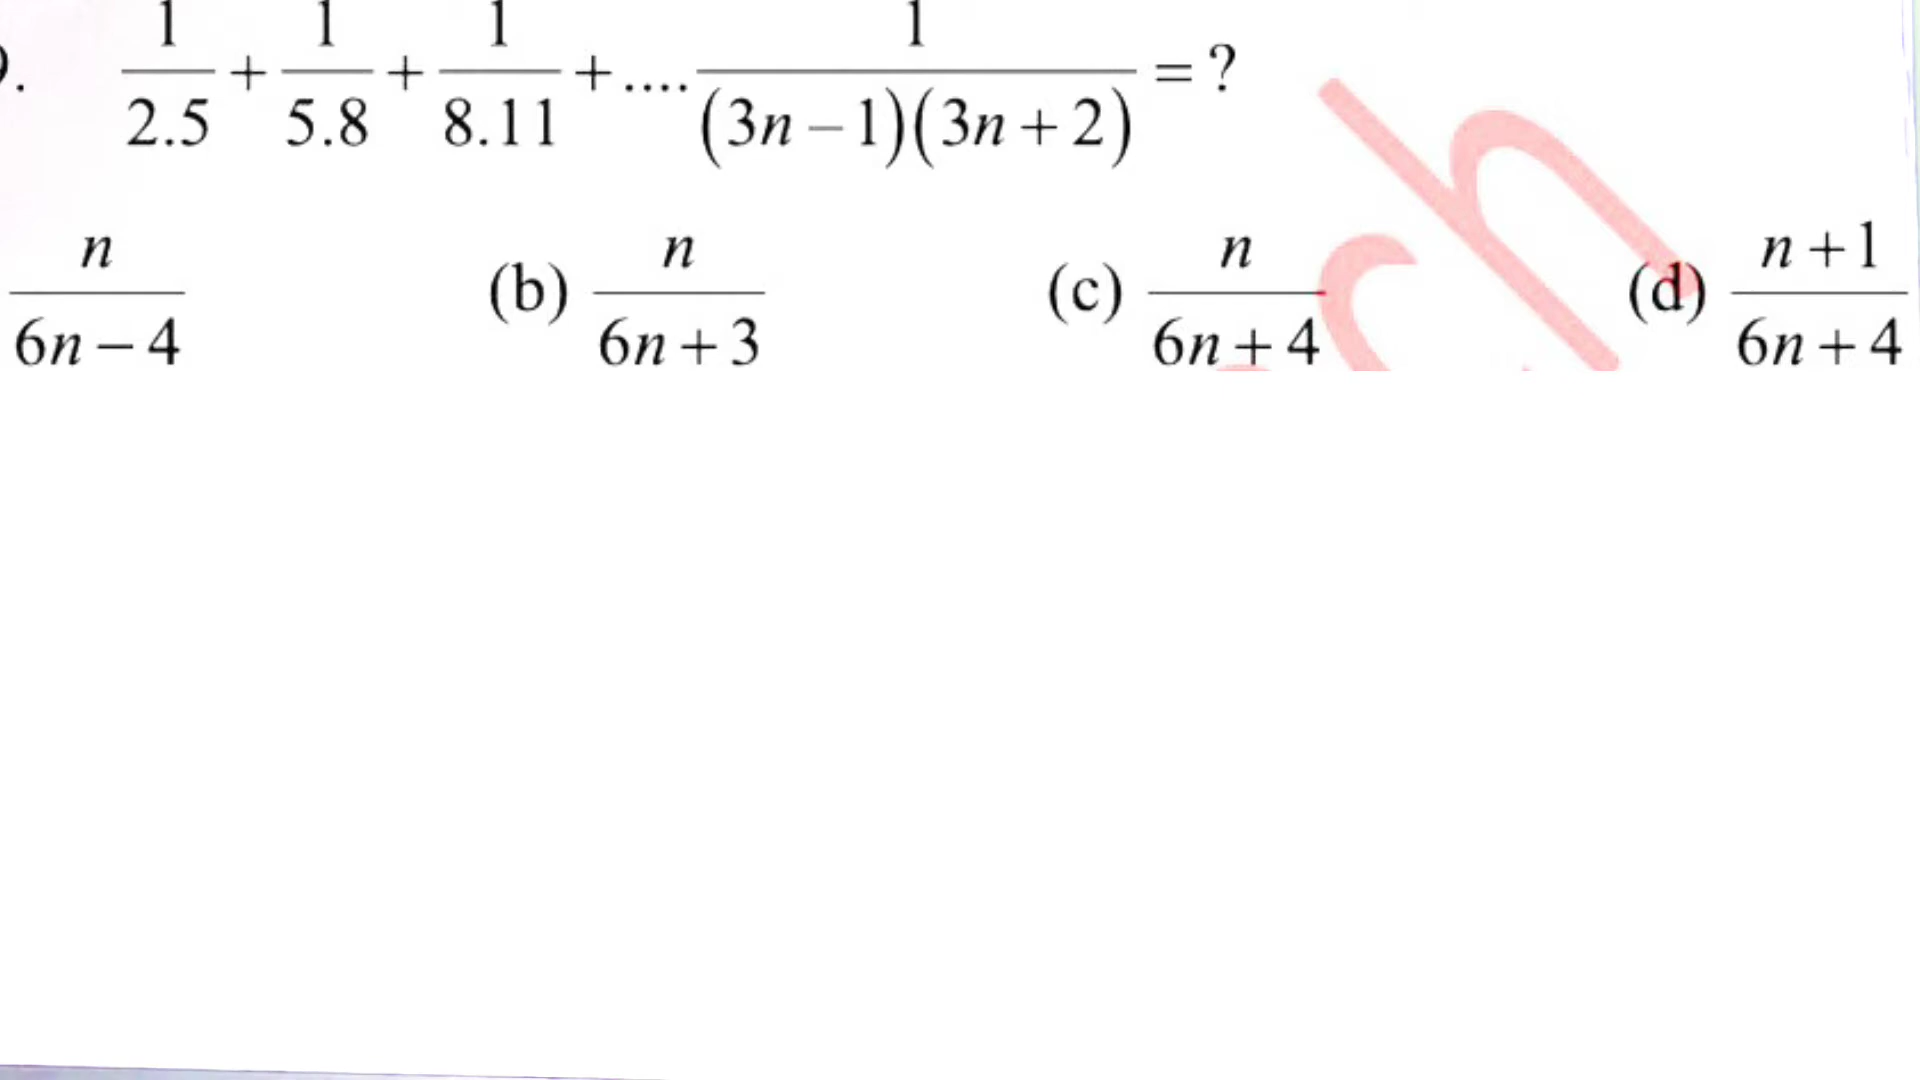 ). 1/2.5 + 1/5.8 + 1/8.11 + .... 1/((3n – 1)(3n + 2)) = ?
n/(6n – 4) (b) n/(6n + 3) (c) n/(6n + 4) (d) (n + 1)/(6n + 4)